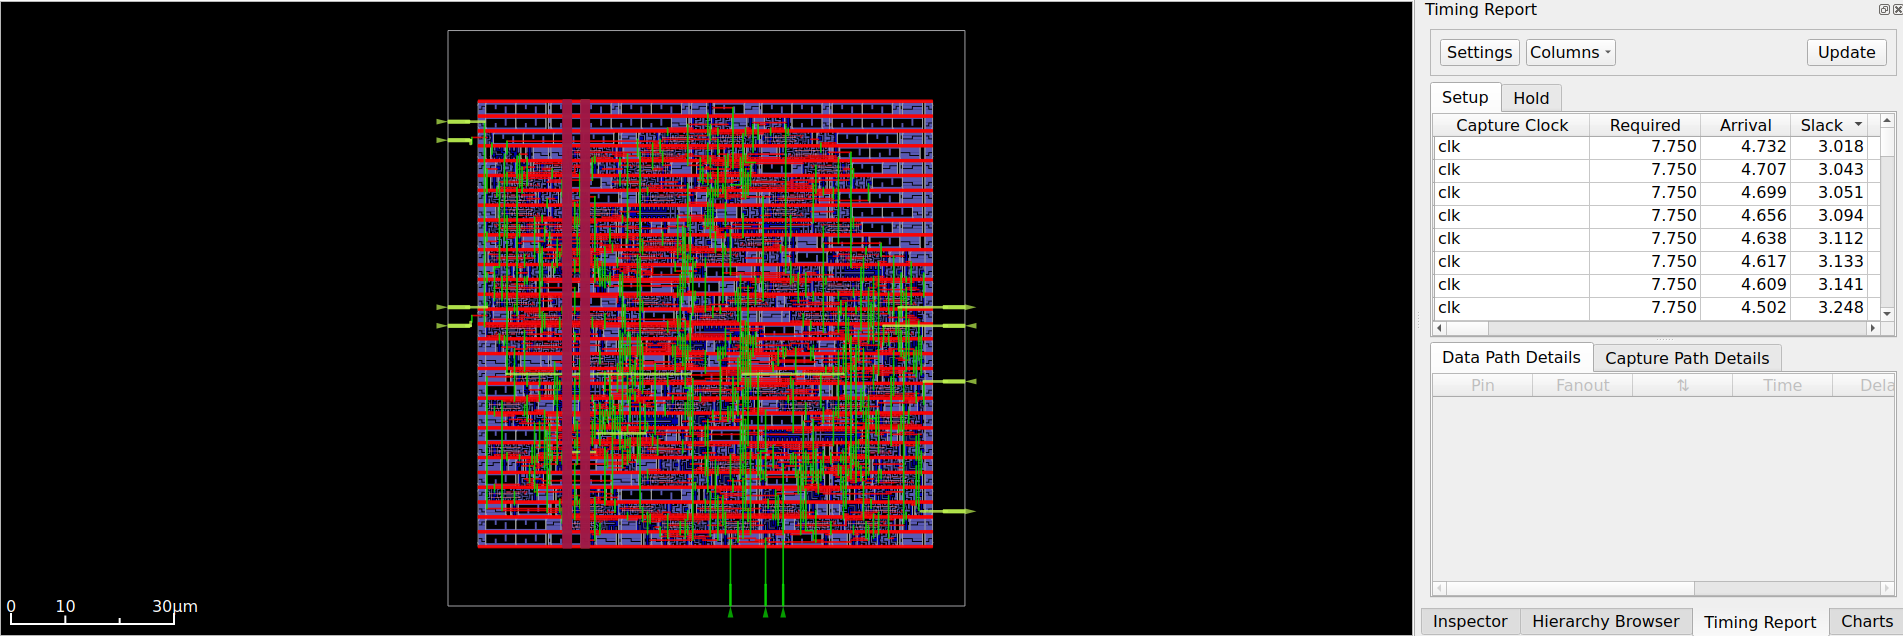 Timing Report
Settings Columns Update
Setup Hold
Capture Clock Required Arrival Slack
clk 7.750 4.732 3.018
clk 7.750 4.707 3.043
clk 7.750 4.699 3.051
clk 7.750 4.656 3.094
clk 7.750 4.638 3.112
clk 7.750 4.617 3.133
clk 7.750 4.609 3.141
clk 7.750 4.502 3.248
Data Path Details Capture Path Details
Pin Fanout ⇅ Time Dela
0 10 30μm
Inspector Hierarchy Browser Timing Report Charts